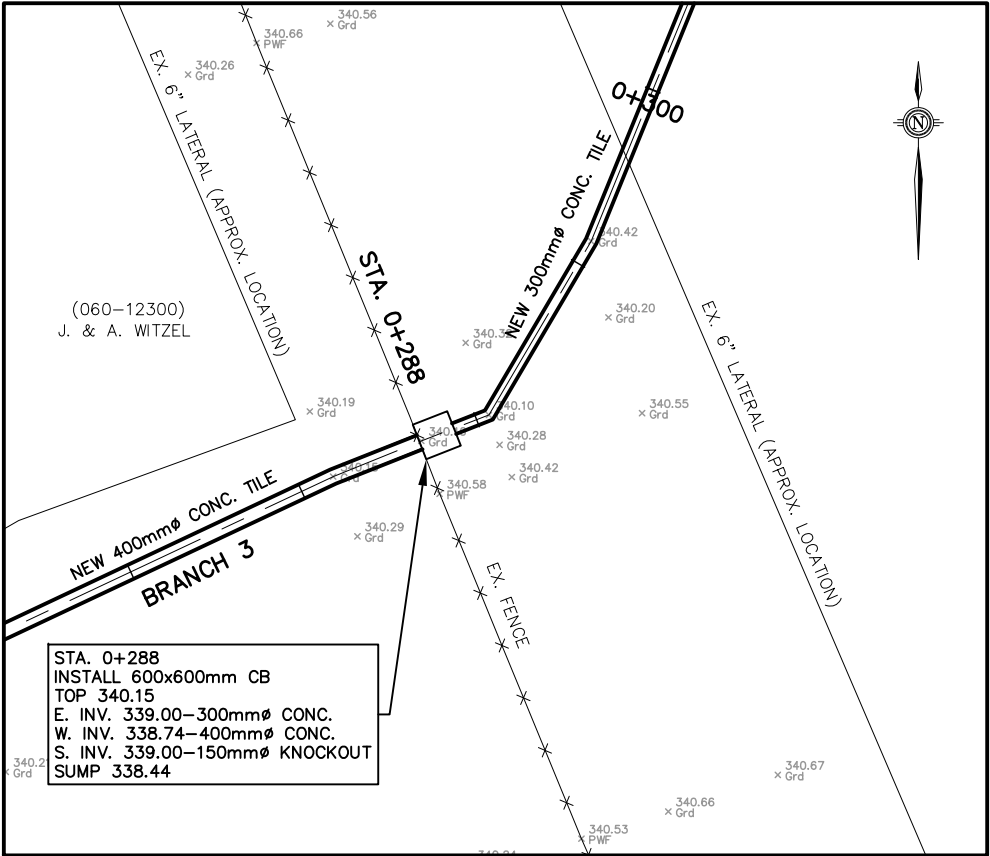 340.56
Grd
340.66
PWF
340.26
Grd
EX. 6" LATERAL (APPROX. LOCATION)
0+300
N
NEW 300mmø CONC. TILE
340.42
Grd
STA. 0+288
(060-12300)
J. & A. WITZEL
340.20
Grd
Grd
EX. 6" LATERAL (APPROX. LOCATION)
340.19
Grd
340.10
Grd
340.55
Grd
Grd
340.28
Grd
Grd
340.42
Grd
340.58
PWF
NEW 400mmø CONC. TILE
340.29
Grd
BRANCH 3
EX. FENCE
STA. 0+288
INSTALL 600x600mm CB
TOP 340.15
E. INV. 339.00-300mmø CONC.
W. INV. 338.74-400mmø CONC.
S. INV. 339.00-150mmø KNOCKOUT
SUMP 338.44
Grd
340.67
Grd
340.66
Grd
340.53
PWF